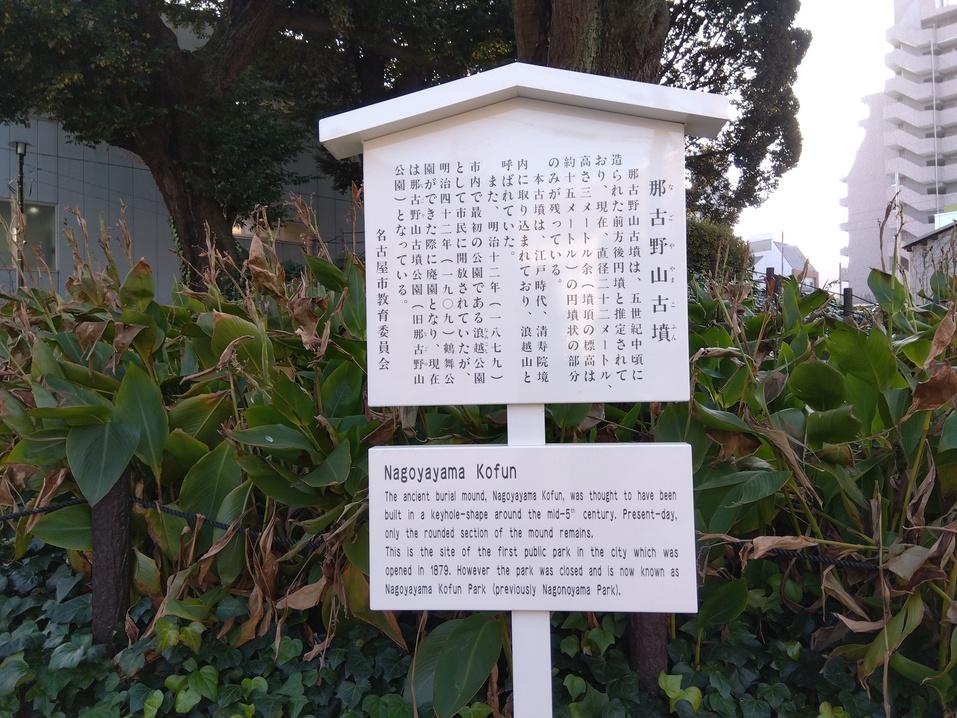 那古野山古墳
なごやまこふん
那古野山古墳は、五世紀中頃に
造られた前方後円墳と推定されて
おり、現在、直径二十二メートル、
高さ三メートル余(墳頂の標高は
約十五メートル)の円墳状の部分
のみが残っている。
本古墳は、江戸時代、清寿院境
内に取り込まれており、浪越山と
呼ばれていた。
また、明治十二年(一八七九)
市内で最初の公園である浪越公園
として市民に開放されていたが、
明治四十二年(一九〇九)鶴舞公
園ができた際に廃園となり、現在
は那古野山古墳公園(旧那古野山
公園)となっている。
名古屋市教育委員会
Nagoyayama Kofun
The ancient burial mound, Nagoyayama Kofun, was thought to have been
built in a keyhole-shape around the mid-5th century. Present-day,
only the rounded section of the mound remains.
This is the site of the first public park in the city which was
opened in 1879. However the park was closed and is now known as
Nagoyayama Kofun Park (previously Nagonoyama Park).